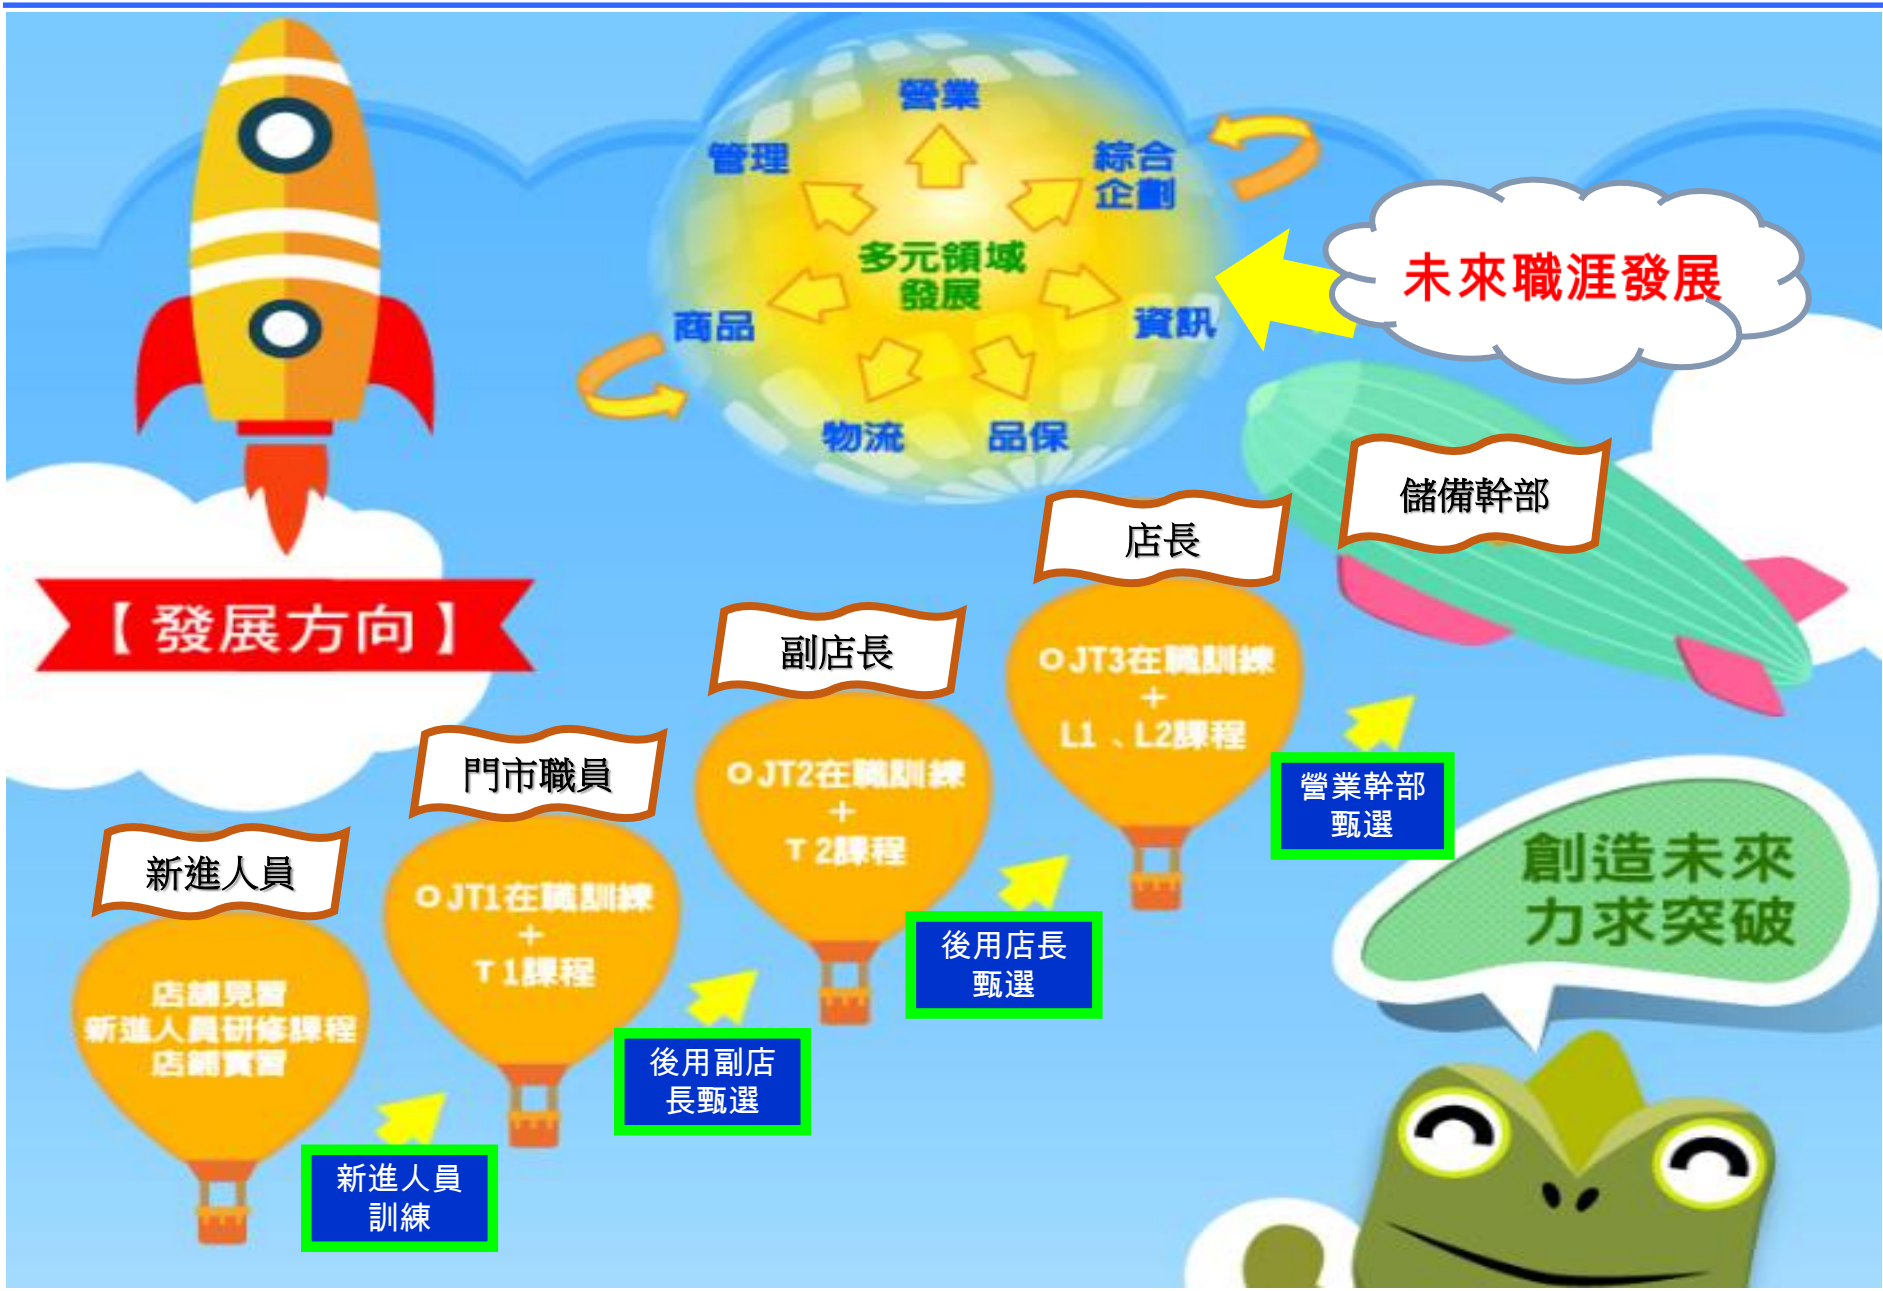 營業
管理
綜合
企劃
多元領域
發展
商品
資訊
物流
品保
未來職涯發展
【發展方向】
儲備幹部
店長
OJT3在職訓練
+
L1、L2課程
副店長
OJT2在職訓練
+
T2課程
門市職員
OJT1在職訓練
+
T1課程
新進人員
店舖見習
新進人員研修課程
店鋪實習
新進人員
訓練
後用副店
長甄選
後用店長
甄選
營業幹部
甄選
創造未來
力求突破